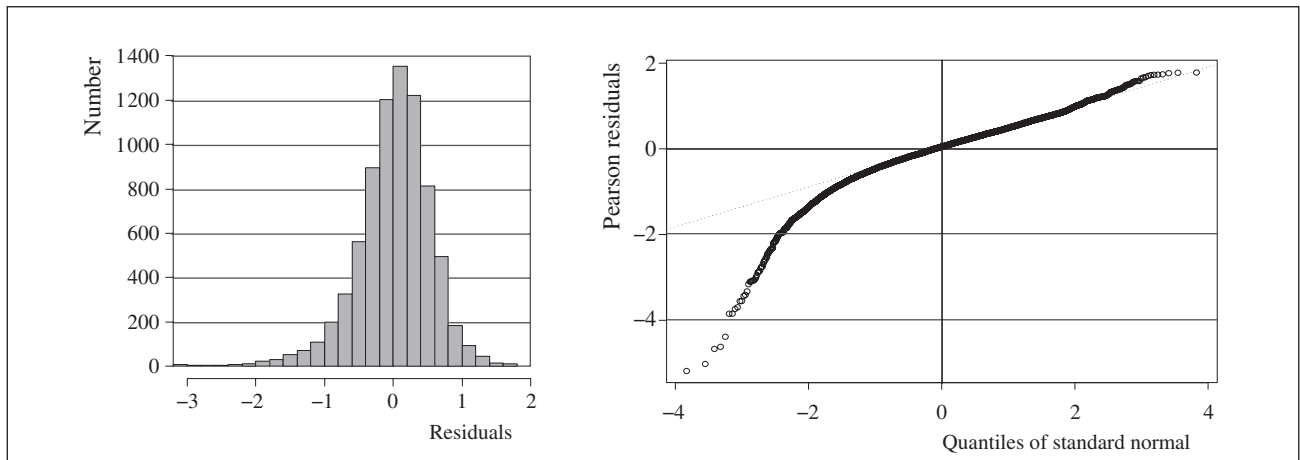 Number
1400
1200
1000
800
600
400
200
0
−3 −2 −1 0 1 2
Residuals
Pearson residuals
2
0
−2
−4
−4 −2 0 2 4
Quantiles of standard normal